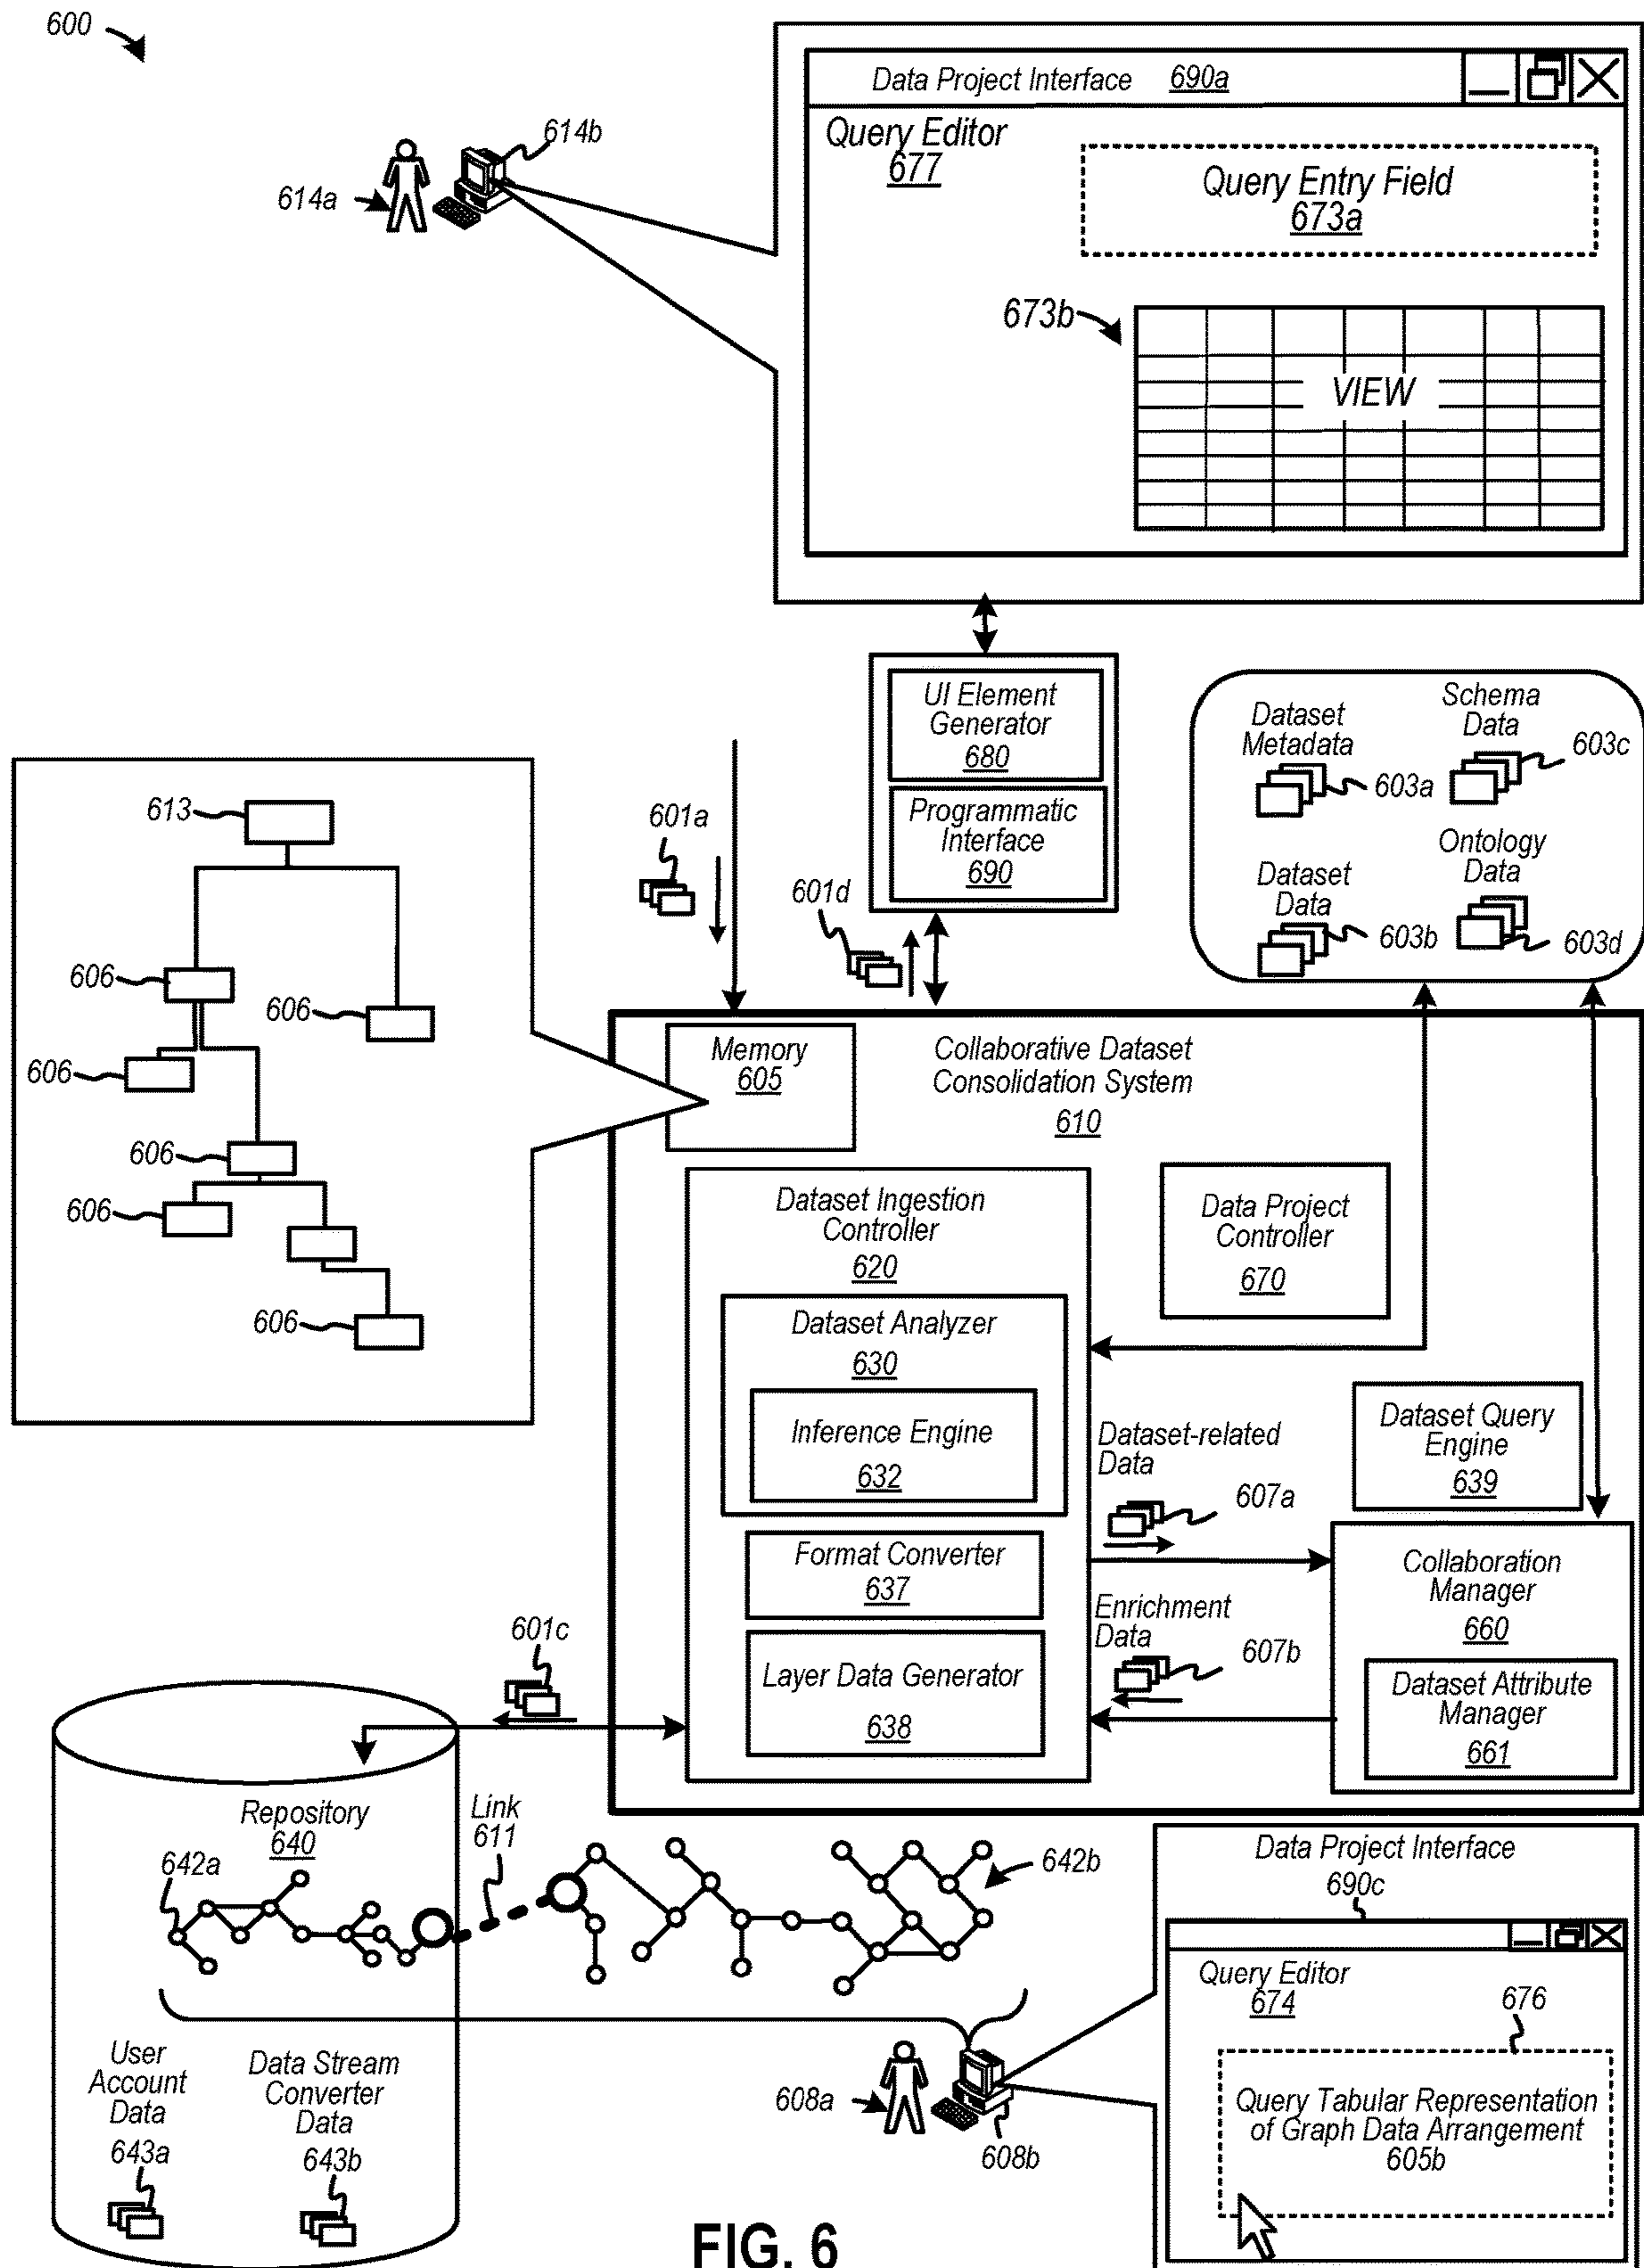 600
Data Project Interface 690a
Query Editor
677
Query Entry Field
673a
614b
614a
673b
VIEW
UI Element
Generator
680
Programmatic
Interface
690
Dataset
Metadata
603a
Schema
Data
603c
Dataset
Data
603b
Ontology
Data
603d
601a
601d
613
606
606
606
606
606
606
Memory
605
Collaborative Dataset
Consolidation System
610
Dataset Ingestion
Controller
620
Data Project
Controller
670
Dataset Analyzer
630
Inference Engine
632
Dataset-related
Data
607a
Dataset Query
Engine
639
Format Converter
637
Collaboration
Manager
660
Enrichment
Data
607b
Layer Data Generator
638
Dataset Attribute
Manager
661
601c
Repository
640
Link
611
642a
642b
Data Project Interface
690c
Query Editor
674
676
Query Tabular Representation
of Graph Data Arrangement
605b
User
Account
Data
643a
Data Stream
Converter
Data
643b
608a
608b
FIG. 6